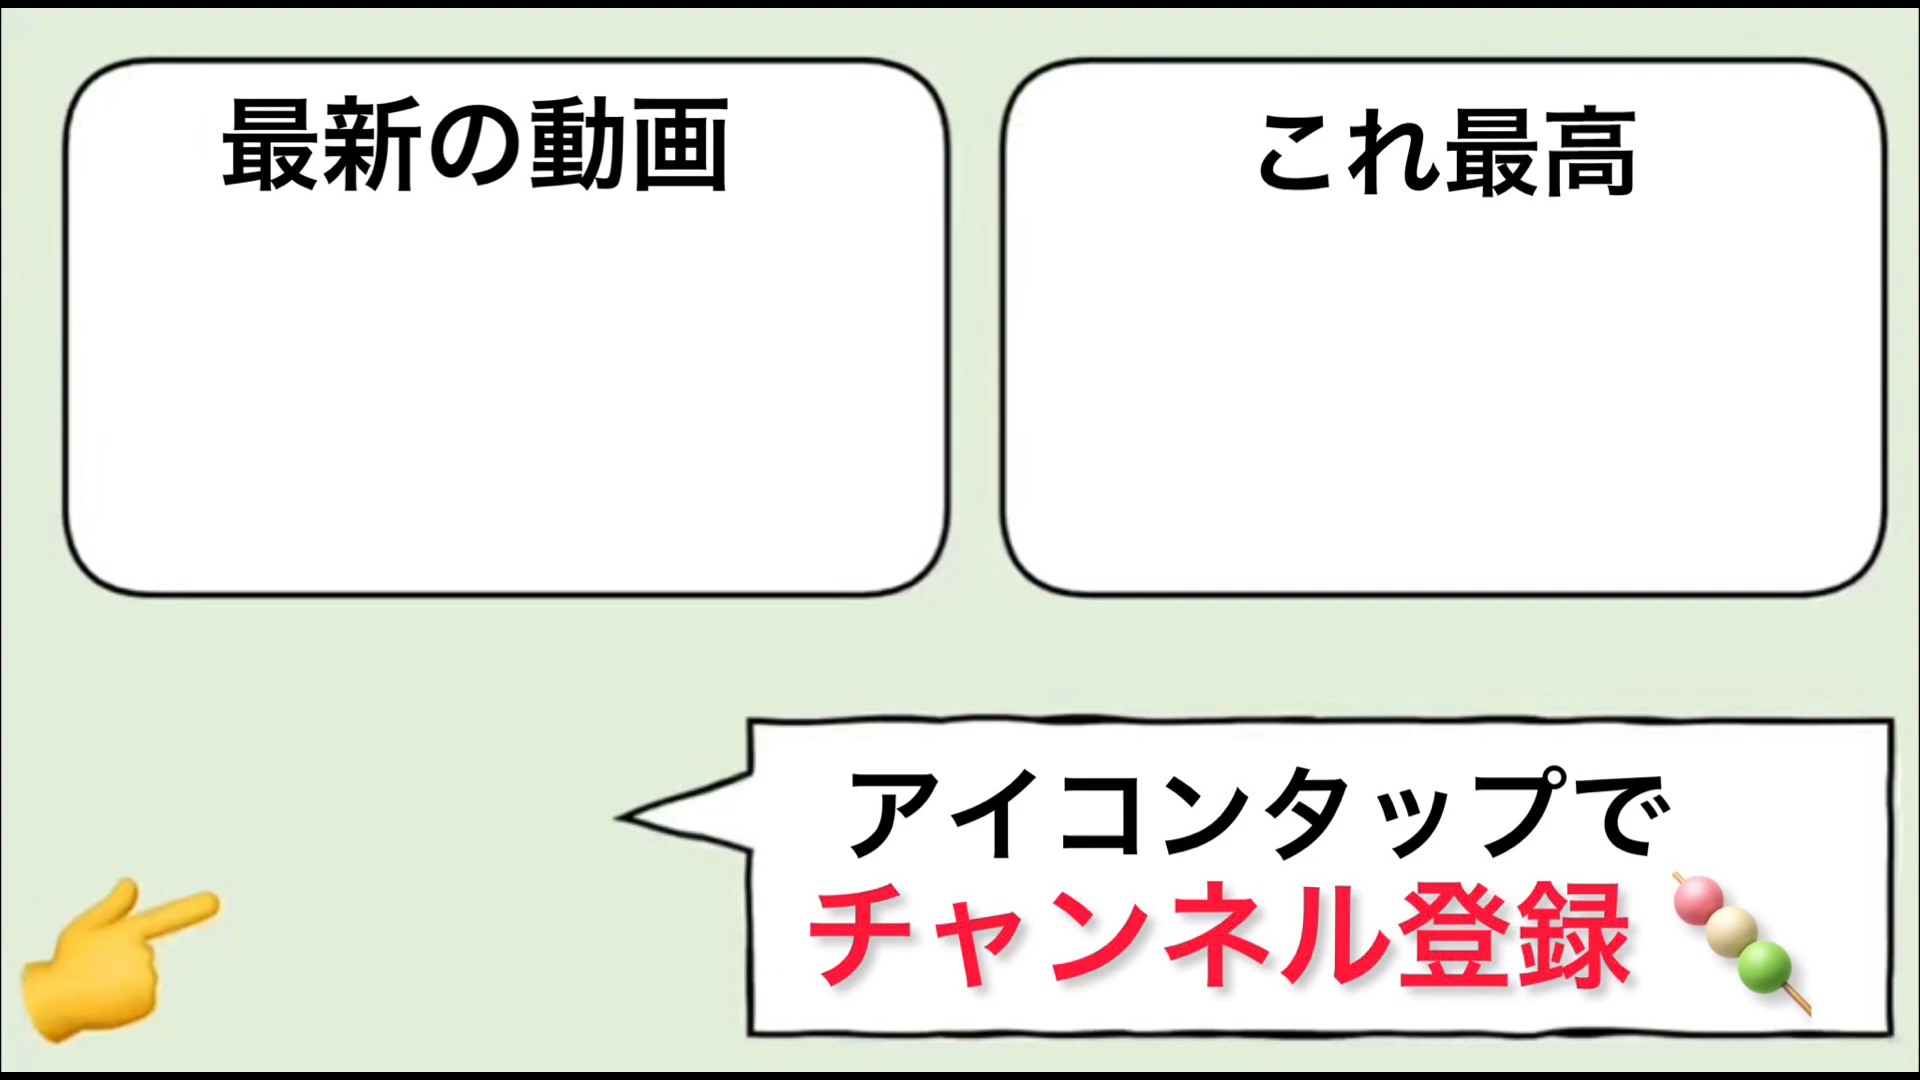 最新の動画
これ最高
アイコンタップで
チャンネル登録🍡